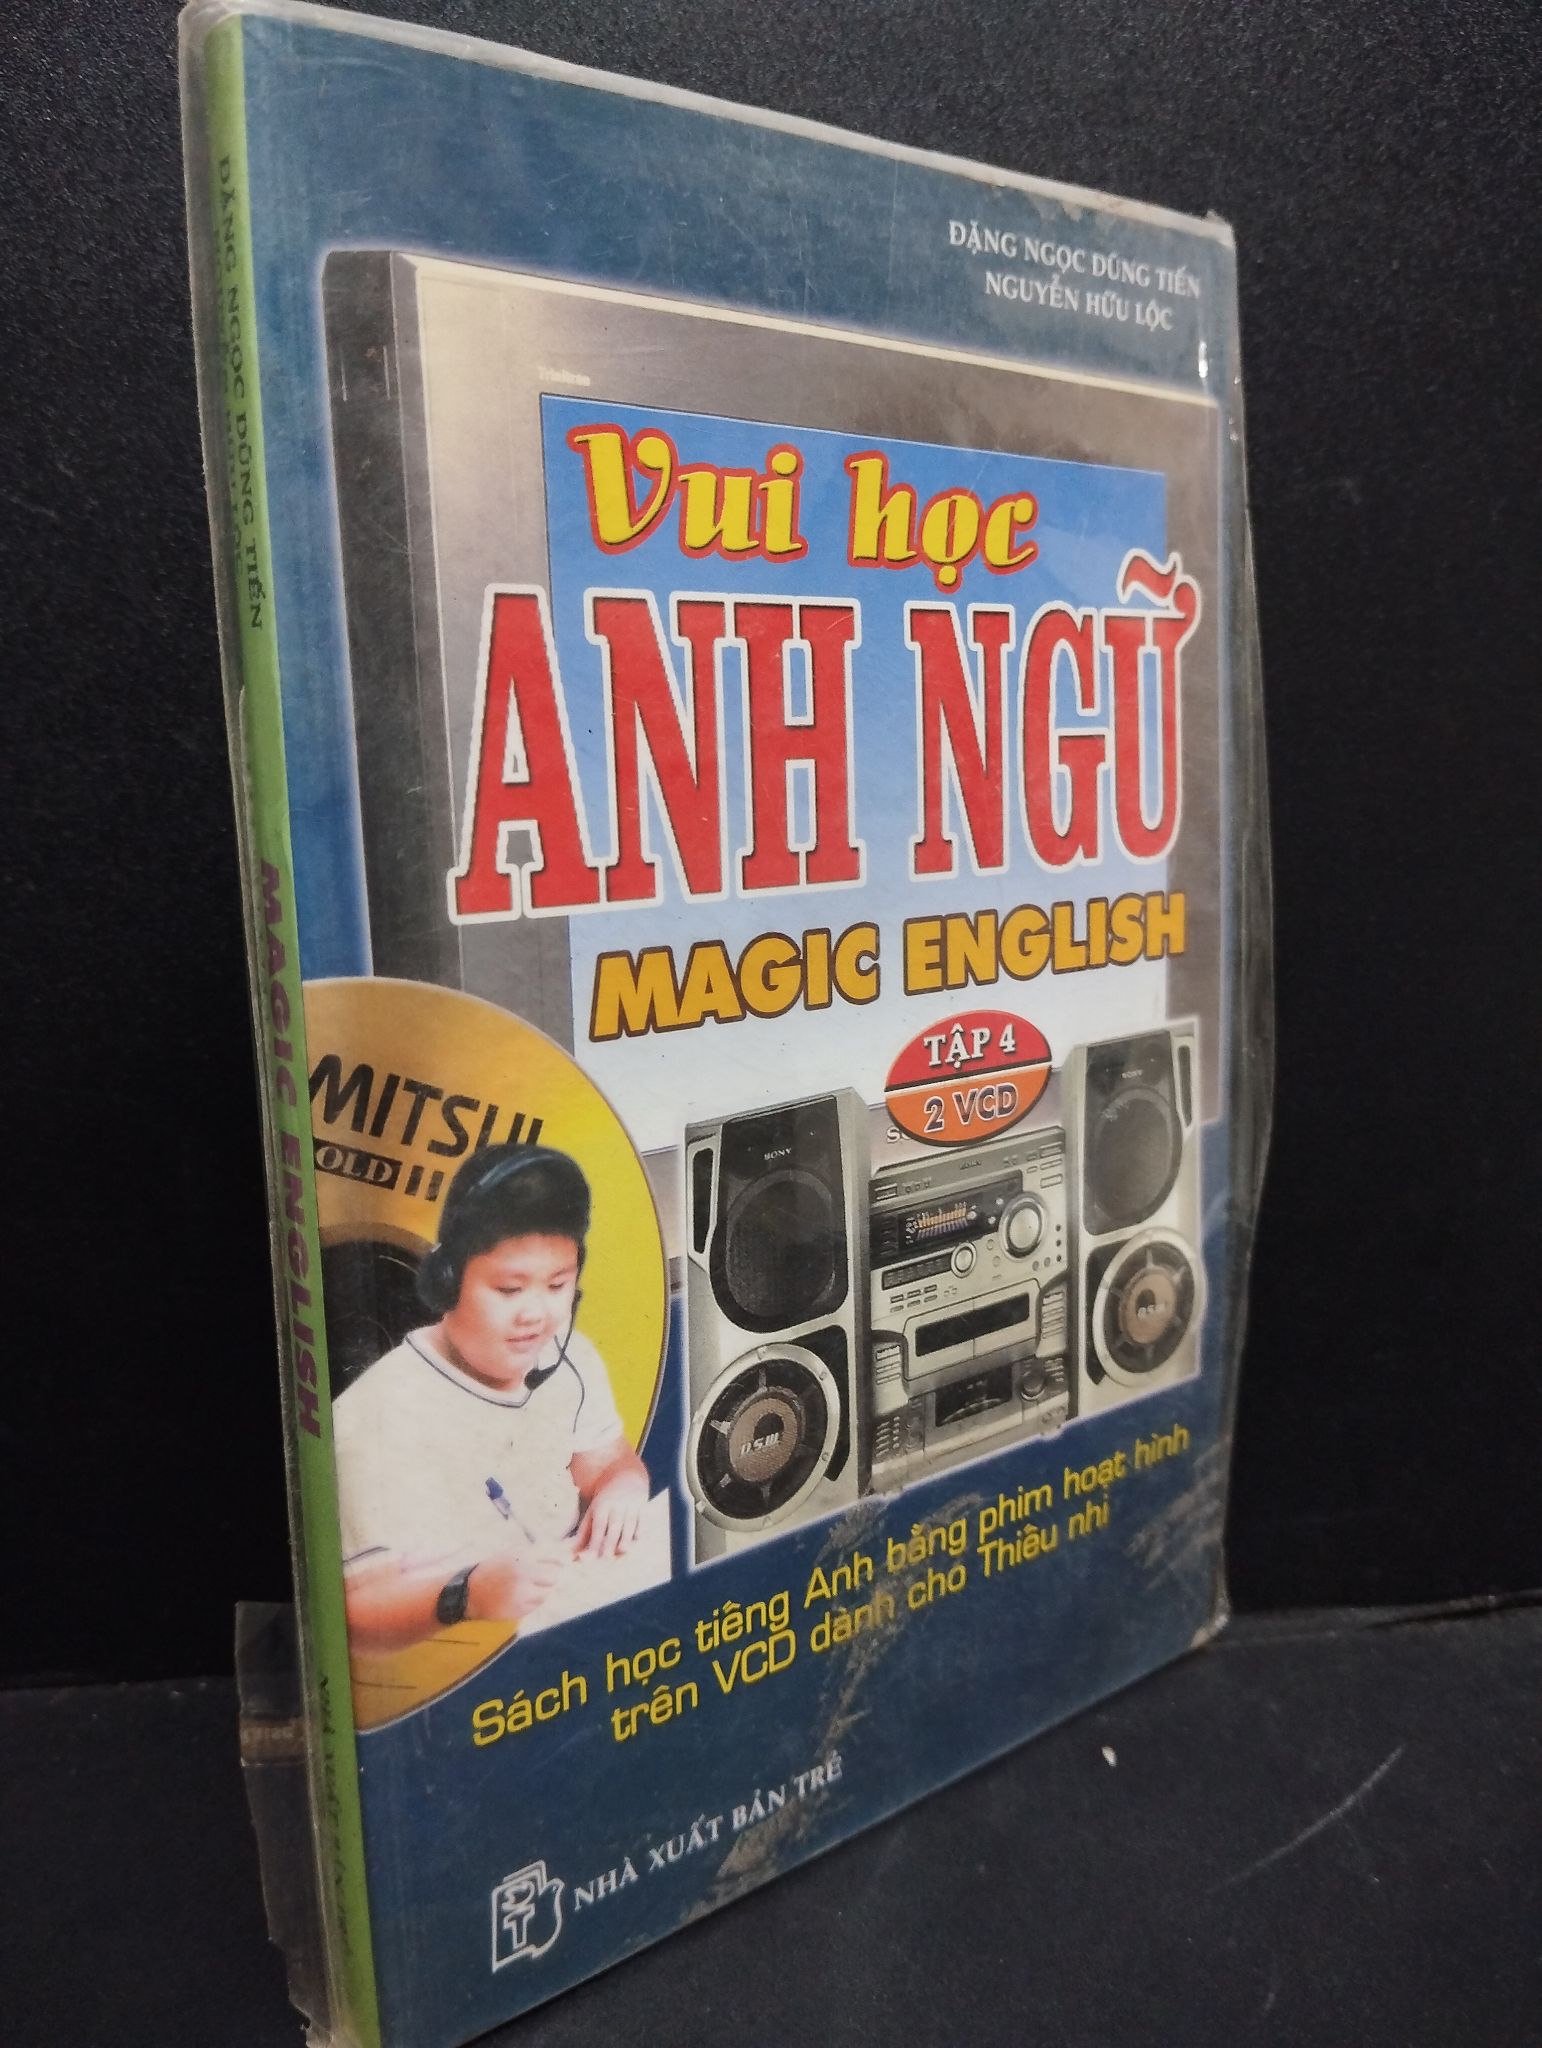 ĐẶNG NGỌC DŨNG TIẾN
NGUYỄN HỮU LỘC
Trinitron
Vui học
ANH NGỮ
MAGIC ENGLISH
TẬP 4
2 VCD
MITSUI
OLD
SONY
SONY
D.S.W
D.S.W
Sách học tiếng Anh bằng phim hoạt hình
trên VCD dành cho Thiếu nhi
NHÀ XUẤT BẢN TRẺ
ĐẶNG NGỌC DŨNG TIẾN
MAGIC ENGLISH